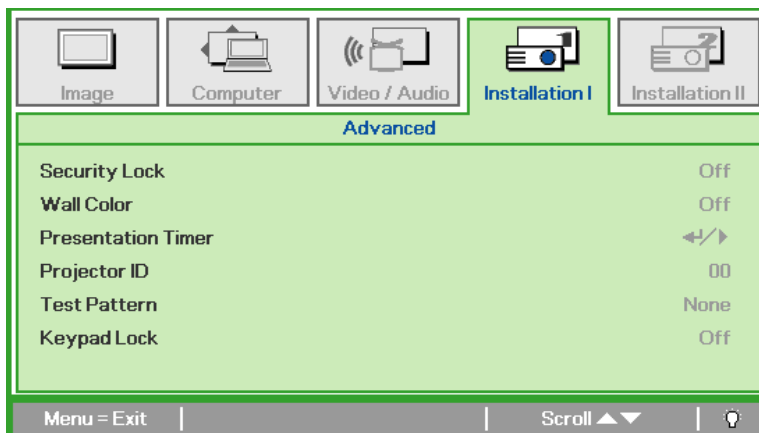 Image
Computer
Video / Audio
Installation I
Installation II
Advanced
Security Lock Off
Wall Color Off
Presentation Timer
Projector ID 00
Test Pattern None
Keypad Lock Off
Menu = Exit Scroll